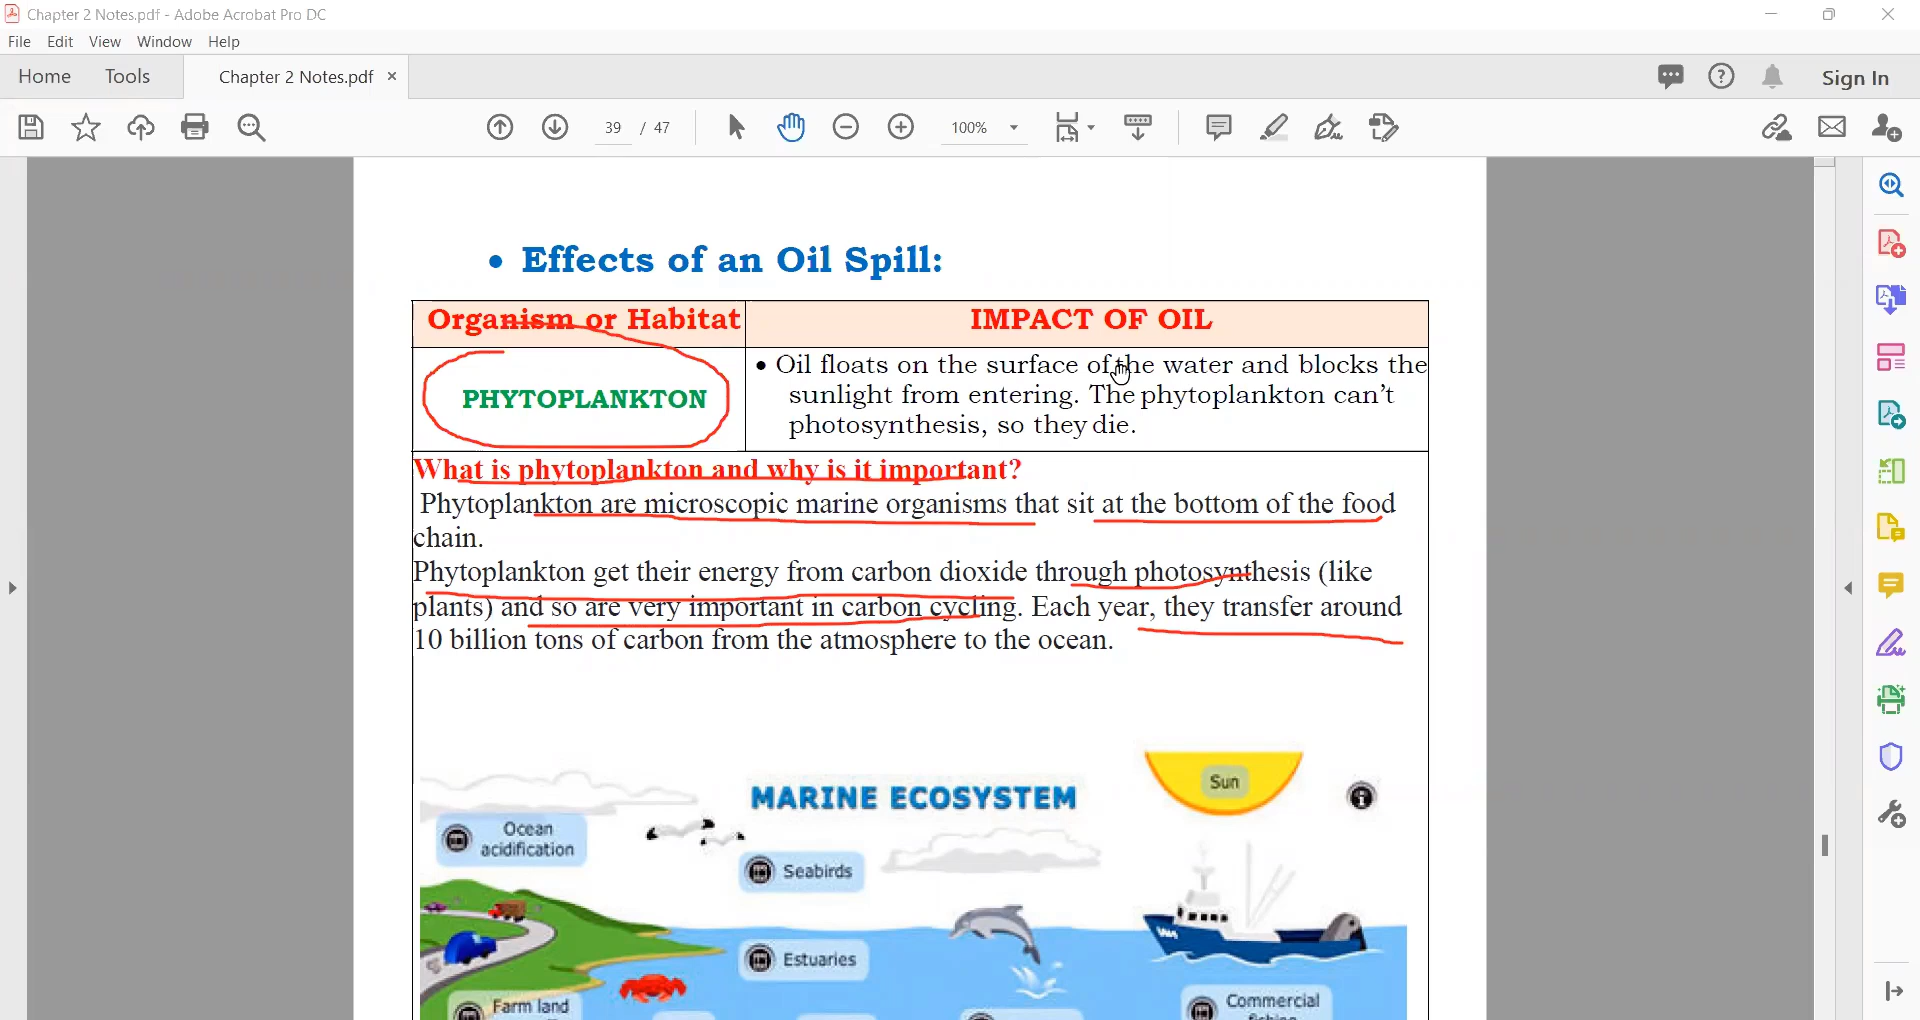 Chapter 2 Notes.pdf - Adobe Acrobat Pro DC
File Edit View Window Help
Home Tools Chapter 2 Notes.pdf × Sign In
39 / 47 100%
• Effects of an Oil Spill:
Organism or Habitat
IMPACT OF OIL
PHYTOPLANKTON
• Oil floats on the surface of the water and blocks the
sunlight from entering. The phytoplankton can't
photosynthesis, so they die.
What is phytoplankton and why is it important?
Phytoplankton are microscopic marine organisms that sit at the bottom of the food
chain.
Phytoplankton get their energy from carbon dioxide through photosynthesis (like
plants) and so are very important in carbon cycling. Each year, they transfer around
10 billion tons of carbon from the atmosphere to the ocean.
MARINE ECOSYSTEM
Sun
Ocean
acidification
Seabirds
Estuaries
Farm land
Commercial
fishing